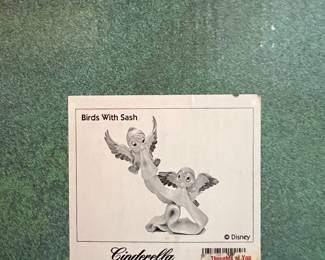 Birds With Sash
© Disney
Cinderella
Thoughts of You